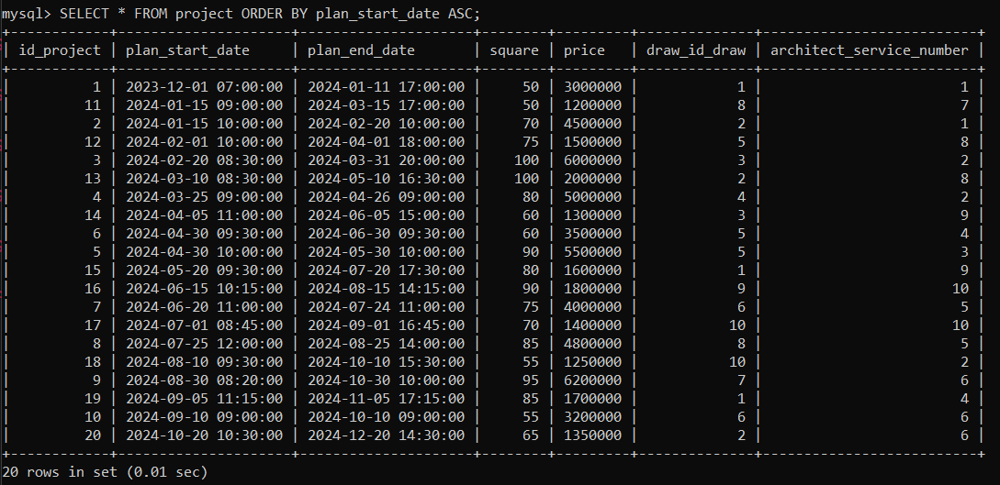 mysql> SELECT * FROM project ORDER BY plan_start_date ASC;
+------------+---------------------+---------------------+--------+---------+--------------+--------------------------+
| id_project | plan_start_date     | plan_end_date       | square | price   | draw_id_draw | architect_service_number |
+------------+---------------------+---------------------+--------+---------+--------------+--------------------------+
|          1 | 2023-12-01 07:00:00 | 2024-01-11 17:00:00 |     50 | 3000000 |            1 |                        1 |
|         11 | 2024-01-15 09:00:00 | 2024-03-15 17:00:00 |     50 | 1200000 |            8 |                        7 |
|          2 | 2024-01-15 10:00:00 | 2024-02-20 10:00:00 |     70 | 4500000 |            2 |                        1 |
|         12 | 2024-02-01 10:00:00 | 2024-04-01 18:00:00 |     75 | 1500000 |            5 |                        8 |
|          3 | 2024-02-20 08:30:00 | 2024-03-31 20:00:00 |    100 | 6000000 |            3 |                        2 |
|         13 | 2024-03-10 08:30:00 | 2024-05-10 16:30:00 |    100 | 2000000 |            2 |                        8 |
|          4 | 2024-03-25 09:00:00 | 2024-04-26 09:00:00 |     80 | 5000000 |            4 |                        2 |
|         14 | 2024-04-05 11:00:00 | 2024-06-05 15:00:00 |     60 | 1300000 |            3 |                        9 |
|          6 | 2024-04-30 09:30:00 | 2024-06-30 09:30:00 |     60 | 3500000 |            5 |                        4 |
|          5 | 2024-04-30 10:00:00 | 2024-05-30 10:00:00 |     90 | 5500000 |            5 |                        3 |
|         15 | 2024-05-20 09:30:00 | 2024-07-20 17:30:00 |     80 | 1600000 |            1 |                        9 |
|         16 | 2024-06-15 10:15:00 | 2024-08-15 14:15:00 |     90 | 1800000 |            9 |                       10 |
|          7 | 2024-06-20 11:00:00 | 2024-07-24 11:00:00 |     75 | 4000000 |            6 |                        5 |
|         17 | 2024-07-01 08:45:00 | 2024-09-01 16:45:00 |     70 | 1400000 |           10 |                       10 |
|          8 | 2024-07-25 12:00:00 | 2024-08-25 14:00:00 |     85 | 4800000 |            8 |                        5 |
|         18 | 2024-08-10 09:30:00 | 2024-10-10 15:30:00 |     55 | 1250000 |           10 |                        2 |
|          9 | 2024-08-30 08:20:00 | 2024-10-30 10:00:00 |     95 | 6200000 |            7 |                        6 |
|         19 | 2024-09-05 11:15:00 | 2024-11-05 17:15:00 |     85 | 1700000 |            1 |                        4 |
|         10 | 2024-09-10 09:00:00 | 2024-10-10 09:00:00 |     55 | 3200000 |            6 |                        6 |
|         20 | 2024-10-20 10:30:00 | 2024-12-20 14:30:00 |     65 | 1350000 |            2 |                        6 |
+------------+---------------------+---------------------+--------+---------+--------------+--------------------------+
20 rows in set (0.01 sec)